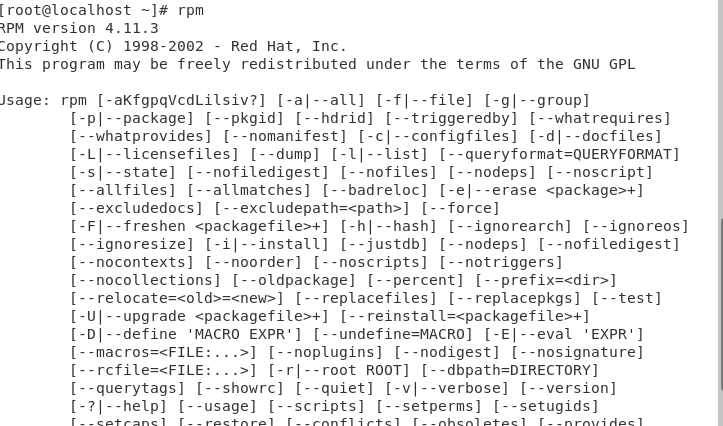 [root@localhost ~]# rpm
RPM version 4.11.3
Copyright (C) 1998-2002 - Red Hat, Inc.
This program may be freely redistributed under the terms of the GNU GPL

Usage: rpm [-aKfgpqVcdLilsiv?] [-a|--all] [-f|--file] [-g|--group]
        [-p|--package] [--pkgid] [--hdrid] [--triggeredby] [--whatrequires]
        [--whatprovides] [--nomanifest] [-c|--configfiles] [-d|--docfiles]
        [-L|--licensefiles] [--dump] [-l|--list] [--queryformat=QUERYFORMAT]
        [-s|--state] [--nofiledigest] [--nofiles] [--nodeps] [--noscript]
        [--allfiles] [--allmatches] [--badreloc] [-e|--erase <package>+]
        [--excludedocs] [--excludepath=<path>] [--force]
        [-F|--freshen <packagefile>+] [-h|--hash] [--ignorearch] [--ignoreos]
        [--ignoresize] [-i|--install] [--justdb] [--nodeps] [--nofiledigest]
        [--nocontexts] [--noorder] [--noscripts] [--notriggers]
        [--nocollections] [--oldpackage] [--percent] [--prefix=<dir>]
        [--relocate=<old>=<new>] [--replacefiles] [--replacepkgs] [--test]
        [-U|--upgrade <packagefile>+] [--reinstall=<packagefile>+]
        [-D|--define 'MACRO EXPR'] [--undefine=MACRO] [-E|--eval 'EXPR']
        [--macros=<FILE:...>] [--noplugins] [--nodigest] [--nosignature]
        [--rcfile=<FILE:...>] [-r|--root ROOT] [--dbpath=DIRECTORY]
        [--querytags] [--showrc] [--quiet] [-v|--verbose] [--version]
        [-?|--help] [--usage] [--scripts] [--setperms] [--setugids]
        [--setcaps] [--restore] [--conflicts] [--obsoletes] [--provides]